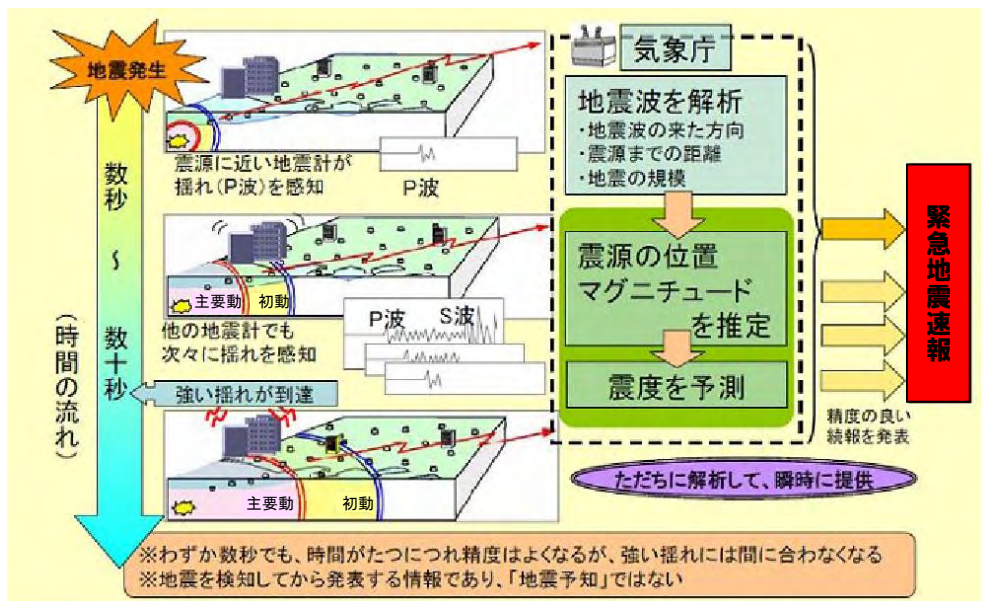 地震発生
数秒
～
数十秒
（時間の流れ）
震源に近い地震計が
揺れ（P波）を感知
P波
主要動
初動
他の地震計でも
次々に揺れを感知
P波
S波
強い揺れが到達
主要動
初動
気象庁
地震波を解析
・地震波の来た方向
・震源までの距離
・地震の規模
震源の位置
マグニチュード
を推定
震度を予測
緊急地震速報
精度の良い
続報を発表
ただちに解析して、瞬時に提供
※わずか数秒でも、時間がたつにつれ精度はよくなるが、強い揺れには間に合わなくなる
※地震を検知してから発表する情報であり、「地震予知」ではない